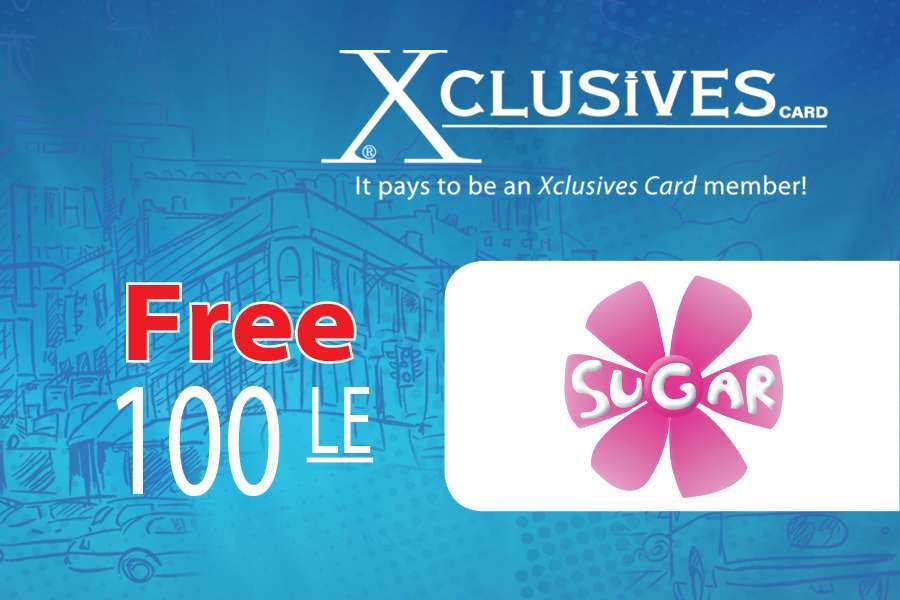 XCLUSiVES CARD
®
It pays to be an Xclusives Card member!
Free
100 LE
SUGAR